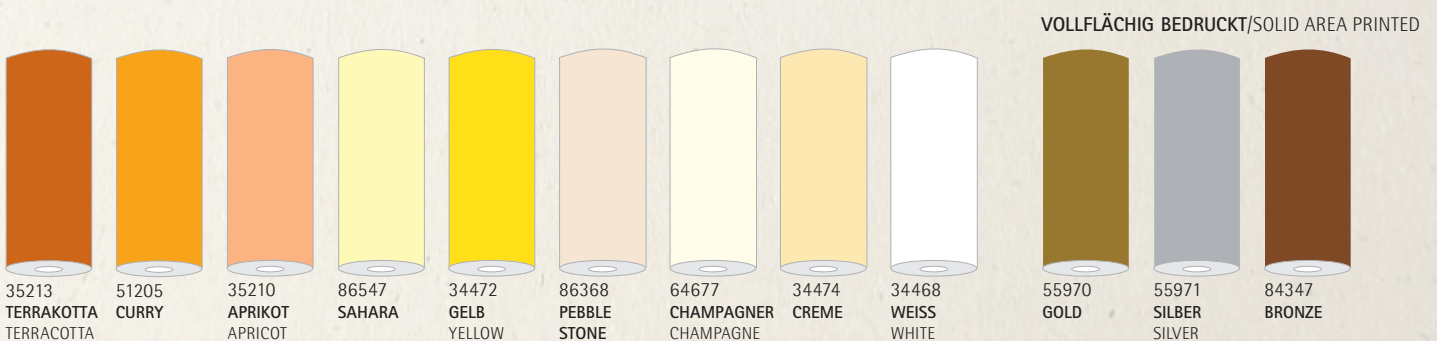 VOLLFLÄCHIG BEDRUCKT/SOLID AREA PRINTED
35213
TERRAKOTTA
TERRACOTTA
51205
CURRY
35210
APRIKOT
APRICOT
86547
SAHARA
34472
GELB
YELLOW
86368
PEBBLE
STONE
64677
CHAMPAGNER
CHAMPAGNE
34474
CREME
34468
WEISS
WHITE
55970
GOLD
55971
SILBER
SILVER
84347
BRONZE